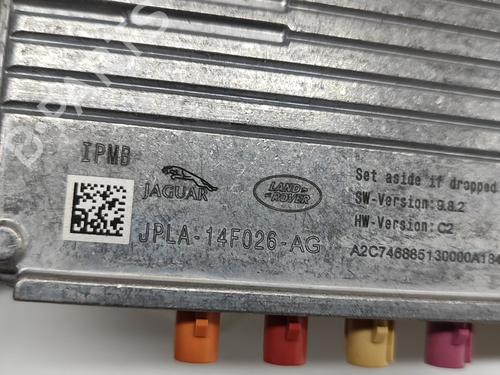 B-PARTS
IPMB
JAGUAR
LAND
ROVER
JPLA-14F026-AG
Set aside if dropped
SW-Version: 9.8.2
HW-Version: C2
A2C746885130000A184